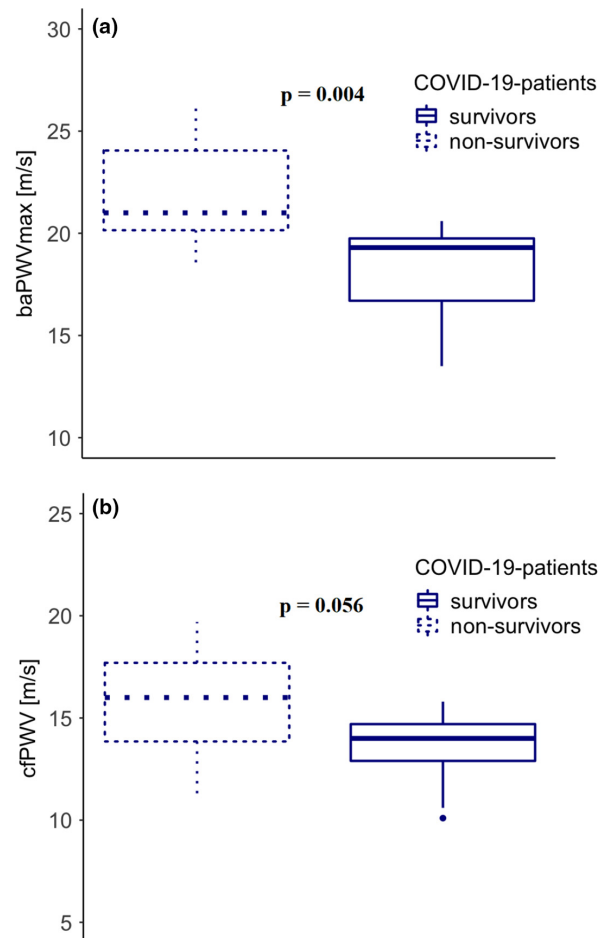 (a)
30
25
20
15
10
baPWVmax [m/s]
p = 0.004
COVID-19-patients
survivors
non-survivors
(b)
25
20
15
10
5
cfPWV [m/s]
p = 0.056
COVID-19-patients
survivors
non-survivors